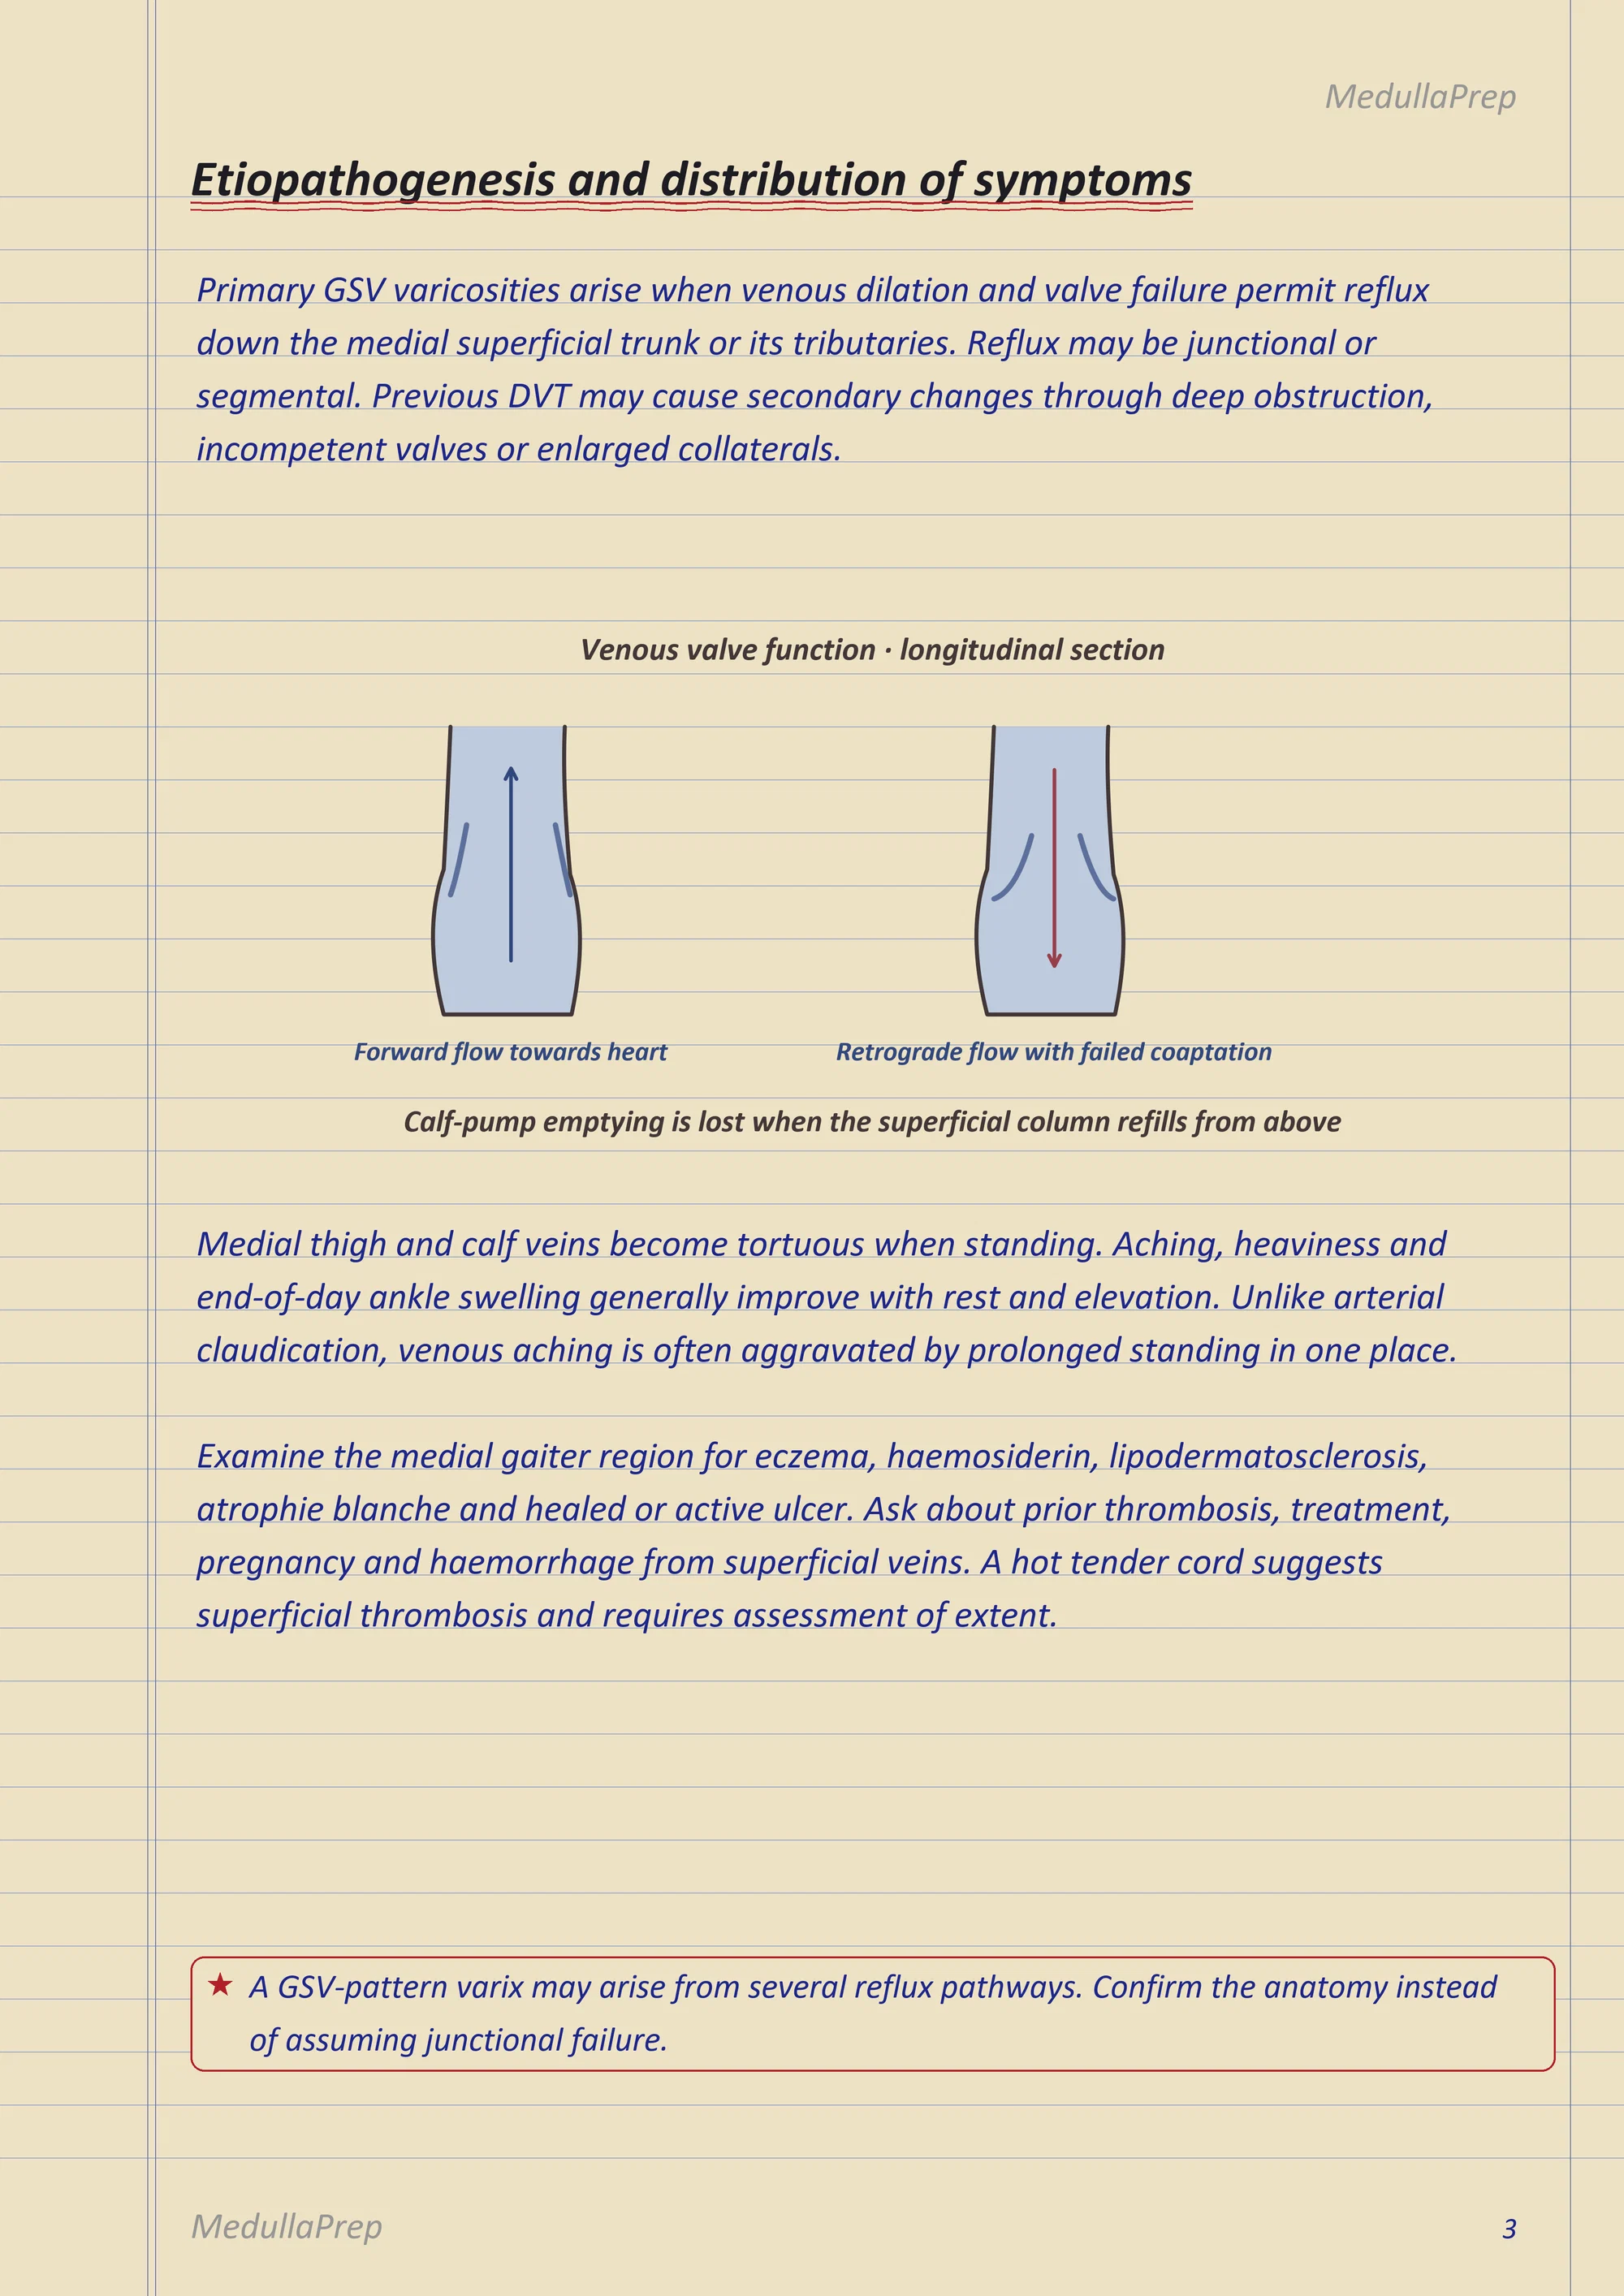 MedullaPrep
Etiopathogenesis and distribution of symptoms
Primary GSV varicosities arise when venous dilation and valve failure permit reflux
down the medial superficial trunk or its tributaries. Reflux may be junctional or
segmental. Previous DVT may cause secondary changes through deep obstruction,
incompetent valves or enlarged collaterals.
Venous valve function · longitudinal section
Forward flow towards heart
Retrograde flow with failed coaptation
Calf-pump emptying is lost when the superficial column refills from above
Medial thigh and calf veins become tortuous when standing. Aching, heaviness and
end-of-day ankle swelling generally improve with rest and elevation. Unlike arterial
claudication, venous aching is often aggravated by prolonged standing in one place.
Examine the medial gaiter region for eczema, haemosiderin, lipodermatosclerosis,
atrophie blanche and healed or active ulcer. Ask about prior thrombosis, treatment,
pregnancy and haemorrhage from superficial veins. A hot tender cord suggests
superficial thrombosis and requires assessment of extent.
★ A GSV-pattern varix may arise from several reflux pathways. Confirm the anatomy instead
of assuming junctional failure.
MedullaPrep
3